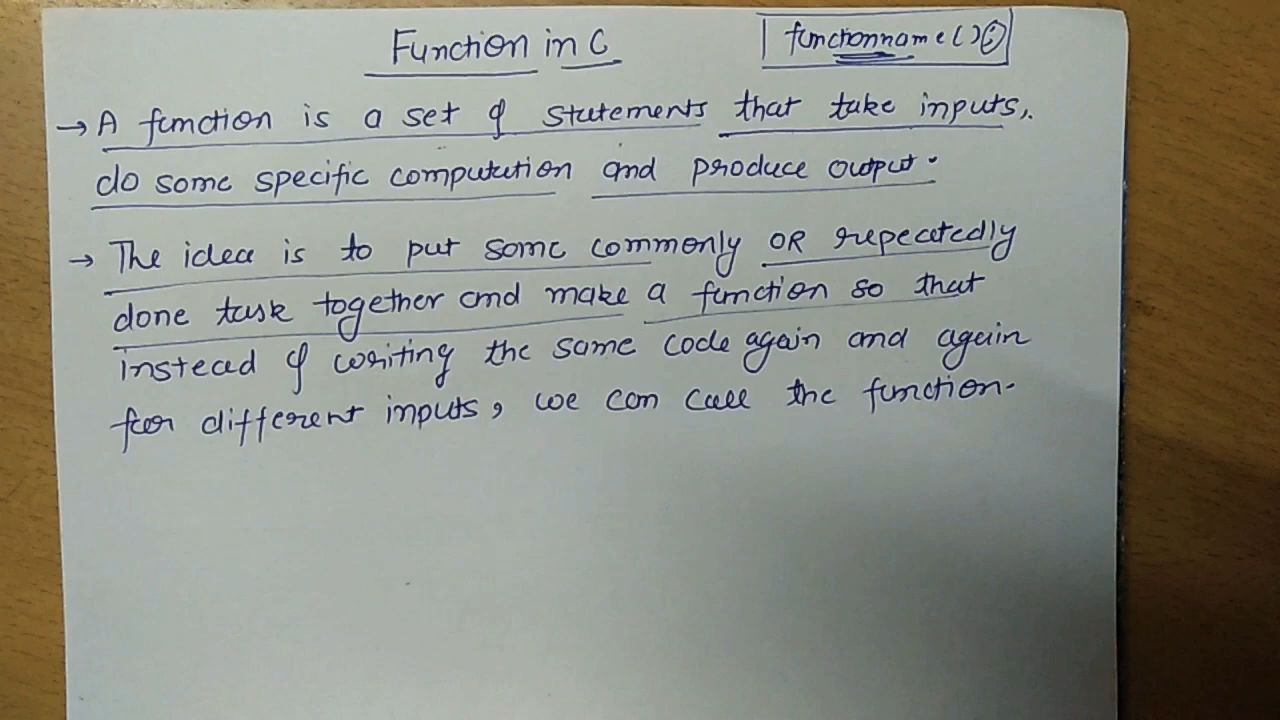 Function in C
functionname();
→ A function is a set of statements that take inputs,
do some specific computation and produce output.
→ The idea is to put some commonly OR repeatedly
done task together and make a function so that
instead of writing the same code again and again
for different inputs, we can call the function.